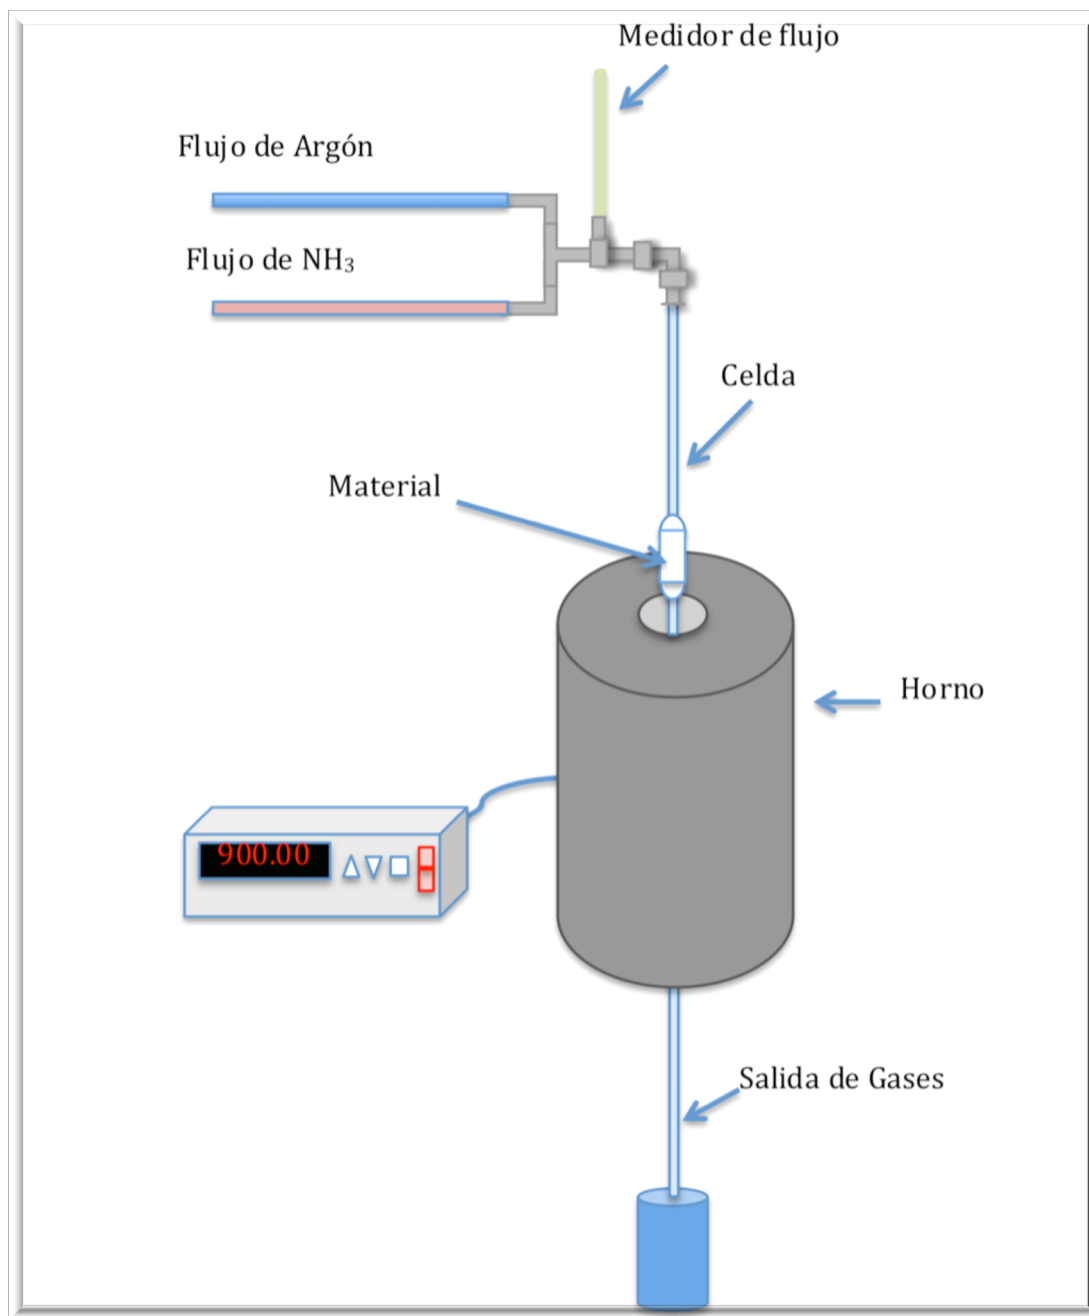 Medidor de flujo
Flujo de Argón
Flujo de NH₃
Celda
Material
Horno
900.00
Salida de Gases